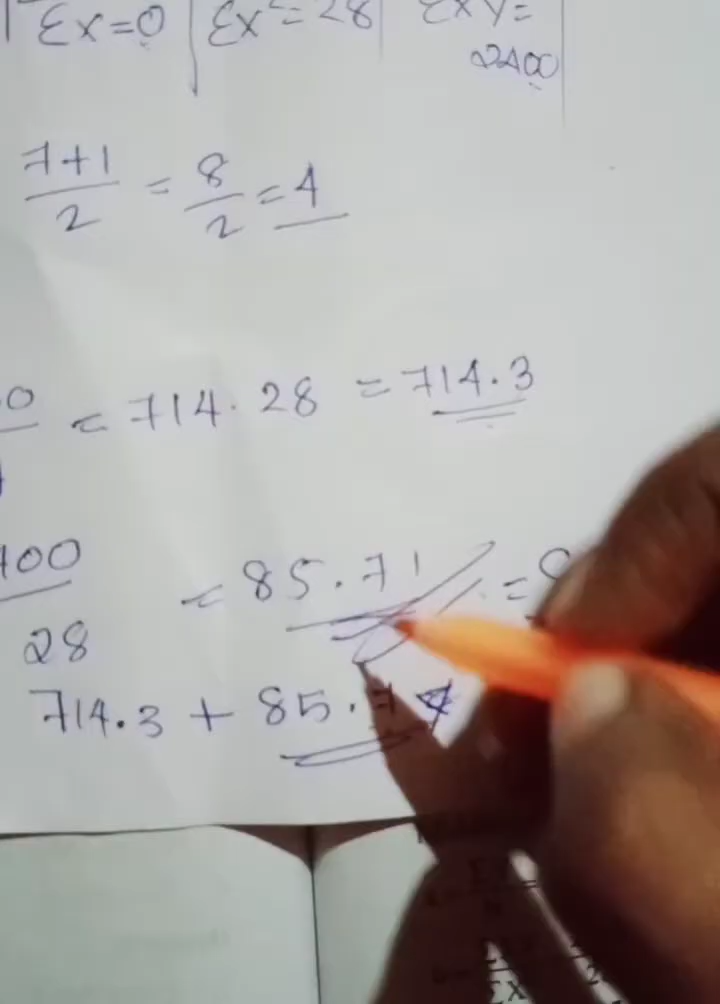 Σx=0 Σx²=28 Σxy=
2400
7+1
2 = 8
2 = 4
0 = 714.28 = 714.3
400
28 = 85.71 =
714.3 + 85.7